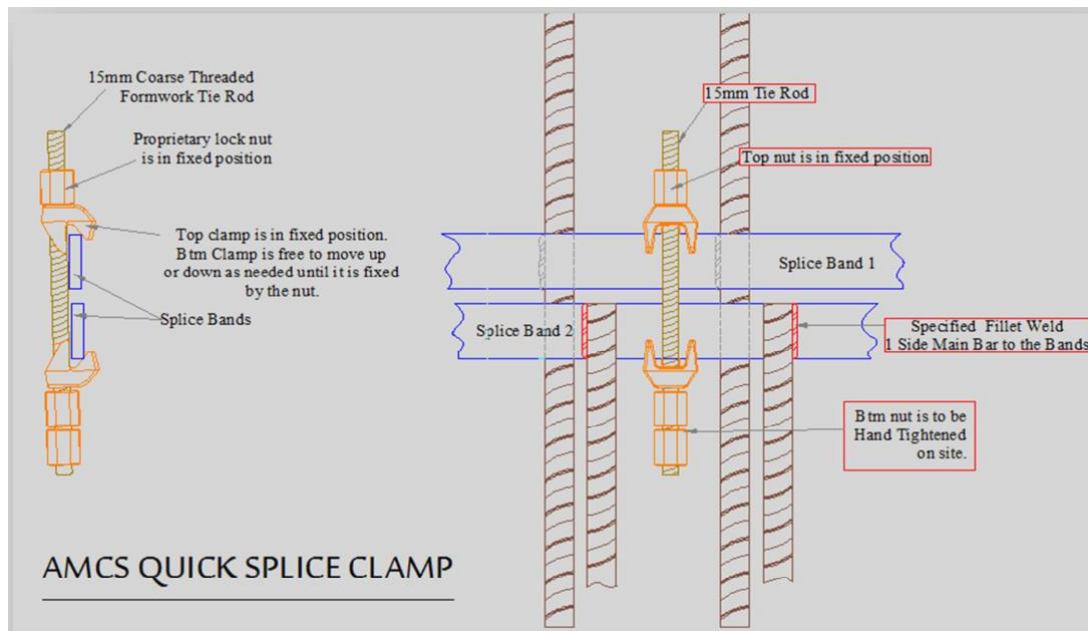 15mm Coarse Threaded
Formwork Tie Rod
Proprietary lock nut
is in fixed position
Top clamp is in fixed position.
Btm Clamp is free to move up
or down as needed until it is fixed
by the nut.
Splice Bands
15mm Tie Rod
Top nut is in fixed position
Splice Band 1
Splice Band 2
Specified Fillet Weld
1 Side Main Bar to the Bands
Btm nut is to be
Hand Tightened
on site.
AMCS QUICK SPLICE CLAMP